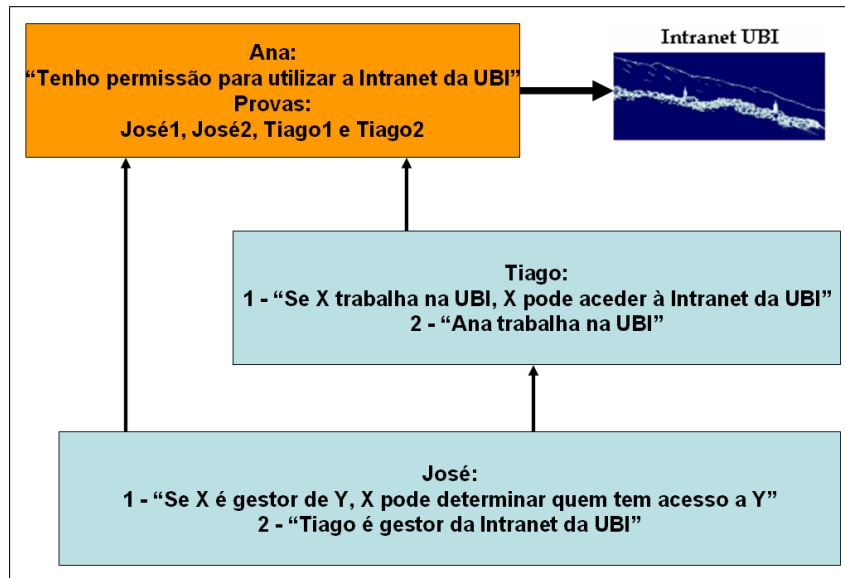 Ana:
“Tenho permissão para utilizar a Intranet da UBI”
Provas:
José1, José2, Tiago1 e Tiago2
Intranet UBI
Tiago:
1 - “Se X trabalha na UBI, X pode aceder à Intranet da UBI”
2 - “Ana trabalha na UBI”
José:
1 - “Se X é gestor de Y, X pode determinar quem tem acesso a Y”
2 - “Tiago é gestor da Intranet da UBI”